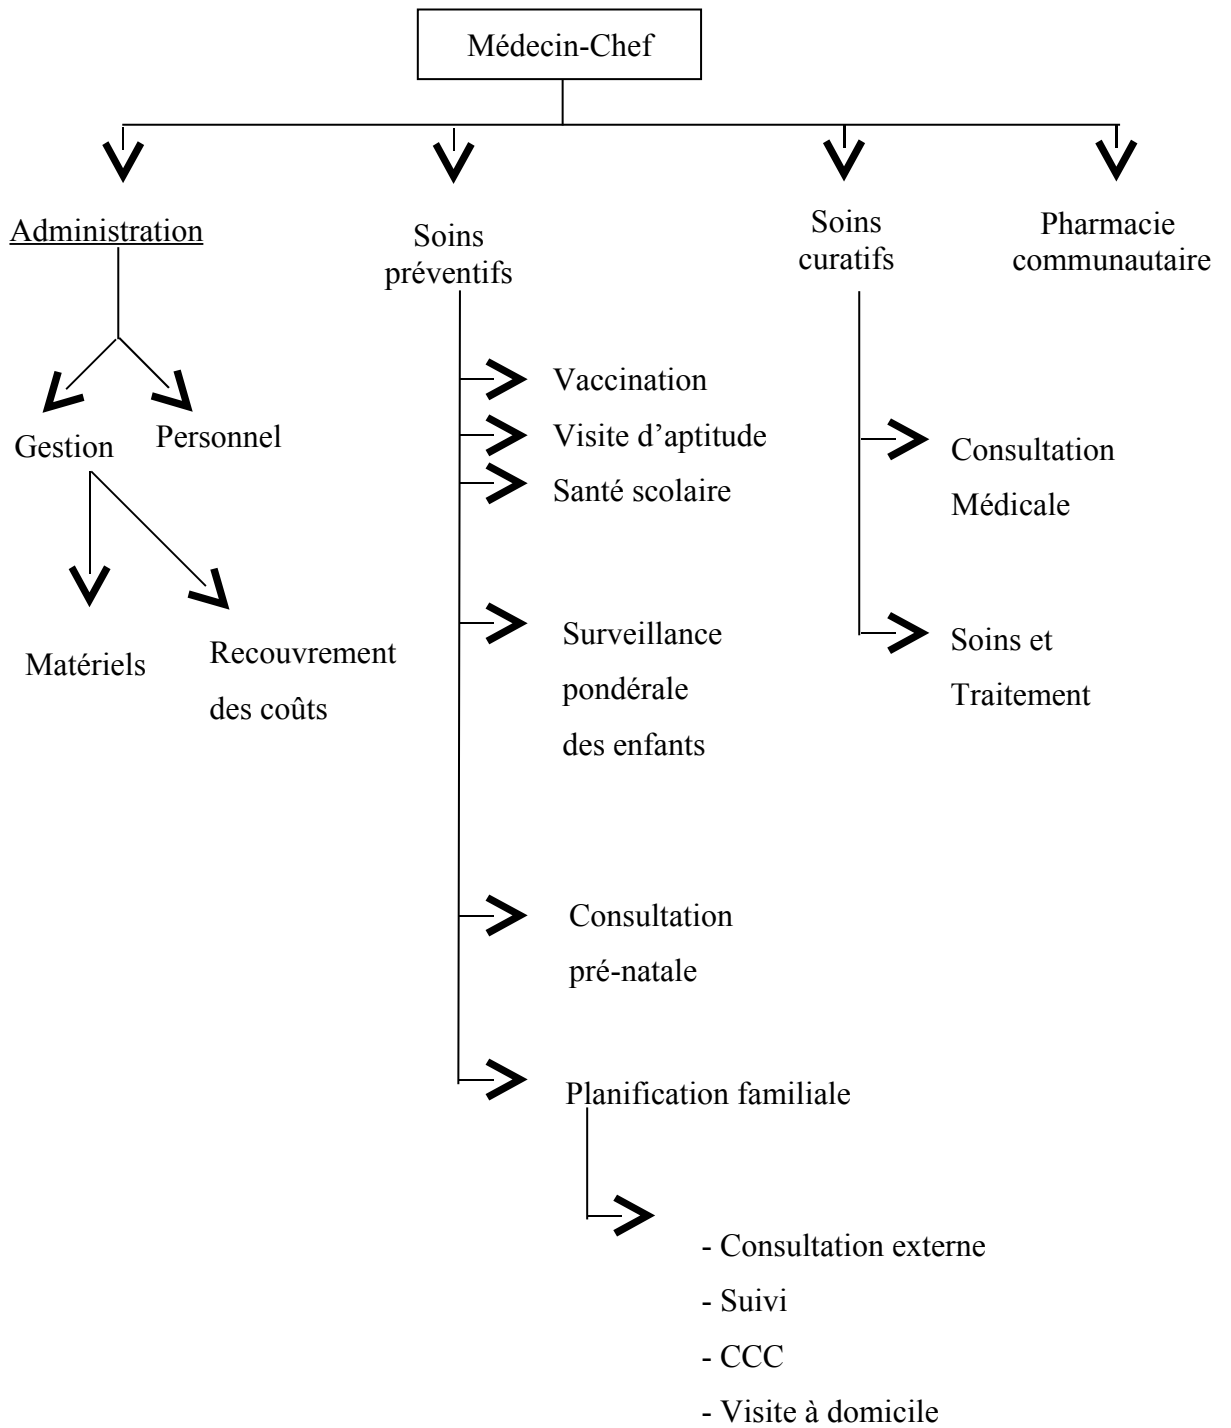 Médecin-Chef
Administration
Soins
préventifs
Soins
curatifs
Pharmacie
communautaire
Gestion
Personnel
Matériels
Recouvrement
des coûts
Vaccination
Visite d’aptitude
Santé scolaire
Surveillance
pondérale
des enfants
Consultation
pré-natale
Planification familiale
- Consultation externe
- Suivi
- CCC
- Visite à domicile
Consultation
Médicale
Soins et
Traitement